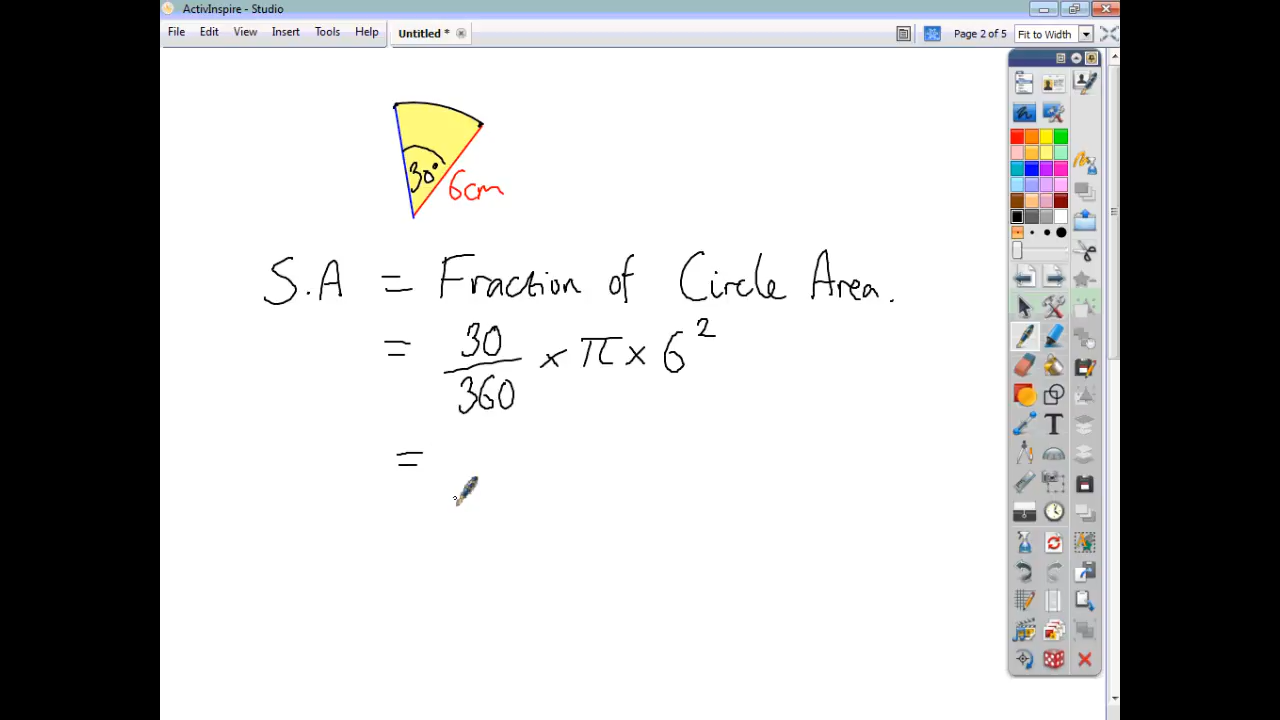 ActivInspire - Studio
File Edit View Insert Tools Help Untitled * Page 2 of 5 Fit to Width
30°
6cm
S.A = Fraction of Circle Area.
= 30/360 × π × 6²
=
T